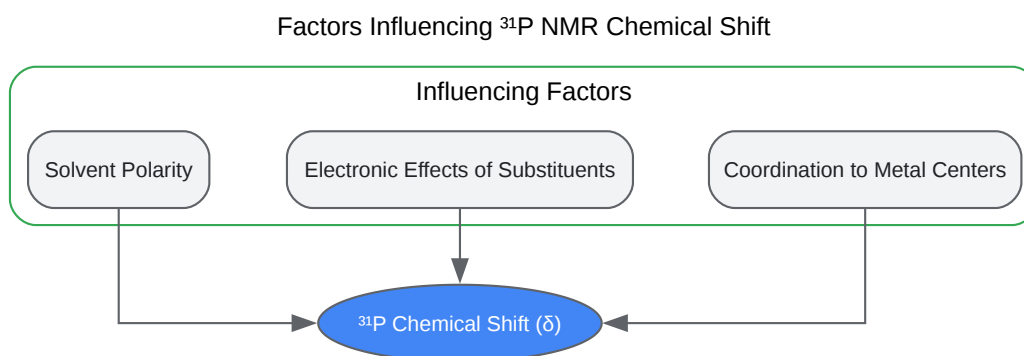 Factors Influencing ³¹P NMR Chemical Shift
Influencing Factors
Solvent Polarity
Electronic Effects of Substituents
Coordination to Metal Centers
³¹P Chemical Shift (δ)